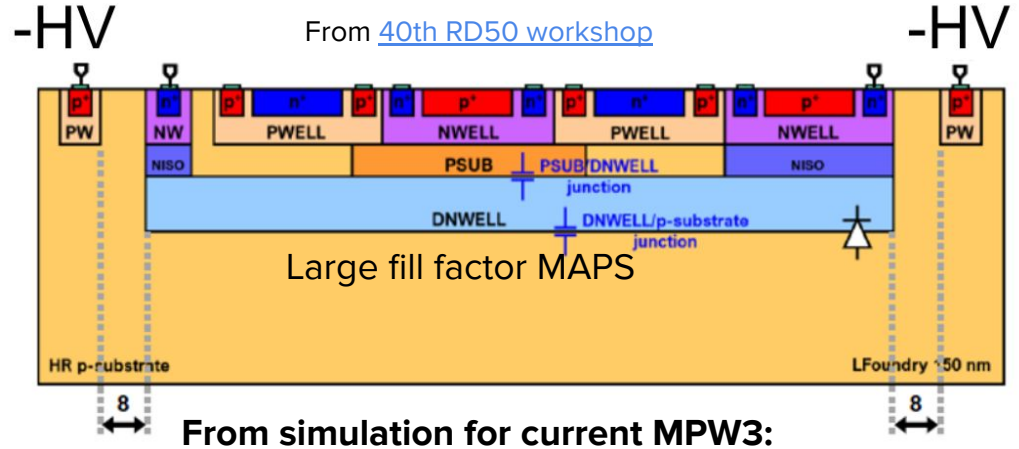 -HV From 40th RD50 workshop -HV
p+ n+ p+ n+ p+ n+ p+ n+ p+ n+ p+ n+ p+ n+ p+
PW NW PWELL NWELL PWELL NWELL PW
NISO PSUB PSUB/DNWELL NISO
junction
DNWELL DNWELL/p-substrate
junction
Large fill factor MAPS
HR p-substrate LFoundry 150 nm
8 8
From simulation for current MPW3: